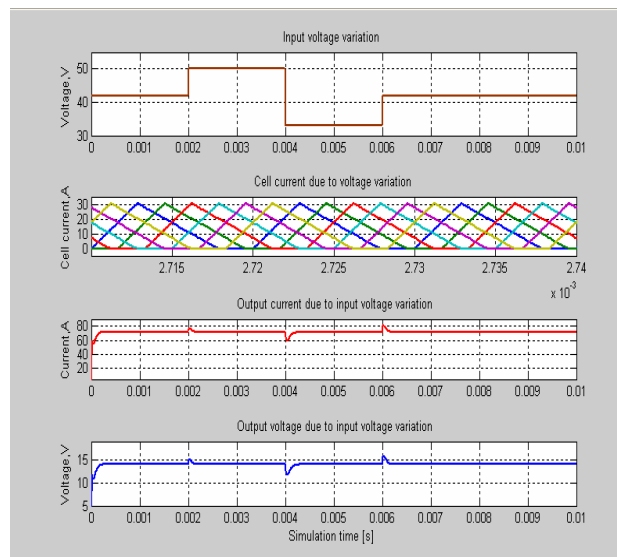 Input voltage variation
Voltage,V
50
40
30
0 0.001 0.002 0.003 0.004 0.005 0.006 0.007 0.008 0.009 0.01
Cell current due to voltage variation
Cell current,A
30
20
10
0
2.715 2.72 2.725 2.73 2.735 2.74
x 10⁻³
Output current due to input voltage variation
Current,A
80
60
40
20
0 0.001 0.002 0.003 0.004 0.005 0.006 0.007 0.008 0.009 0.01
Output voltage due to input voltage variation
Voltage,V
15
10
5
0 0.001 0.002 0.003 0.004 0.005 0.006 0.007 0.008 0.009 0.01
Simulation time [s]